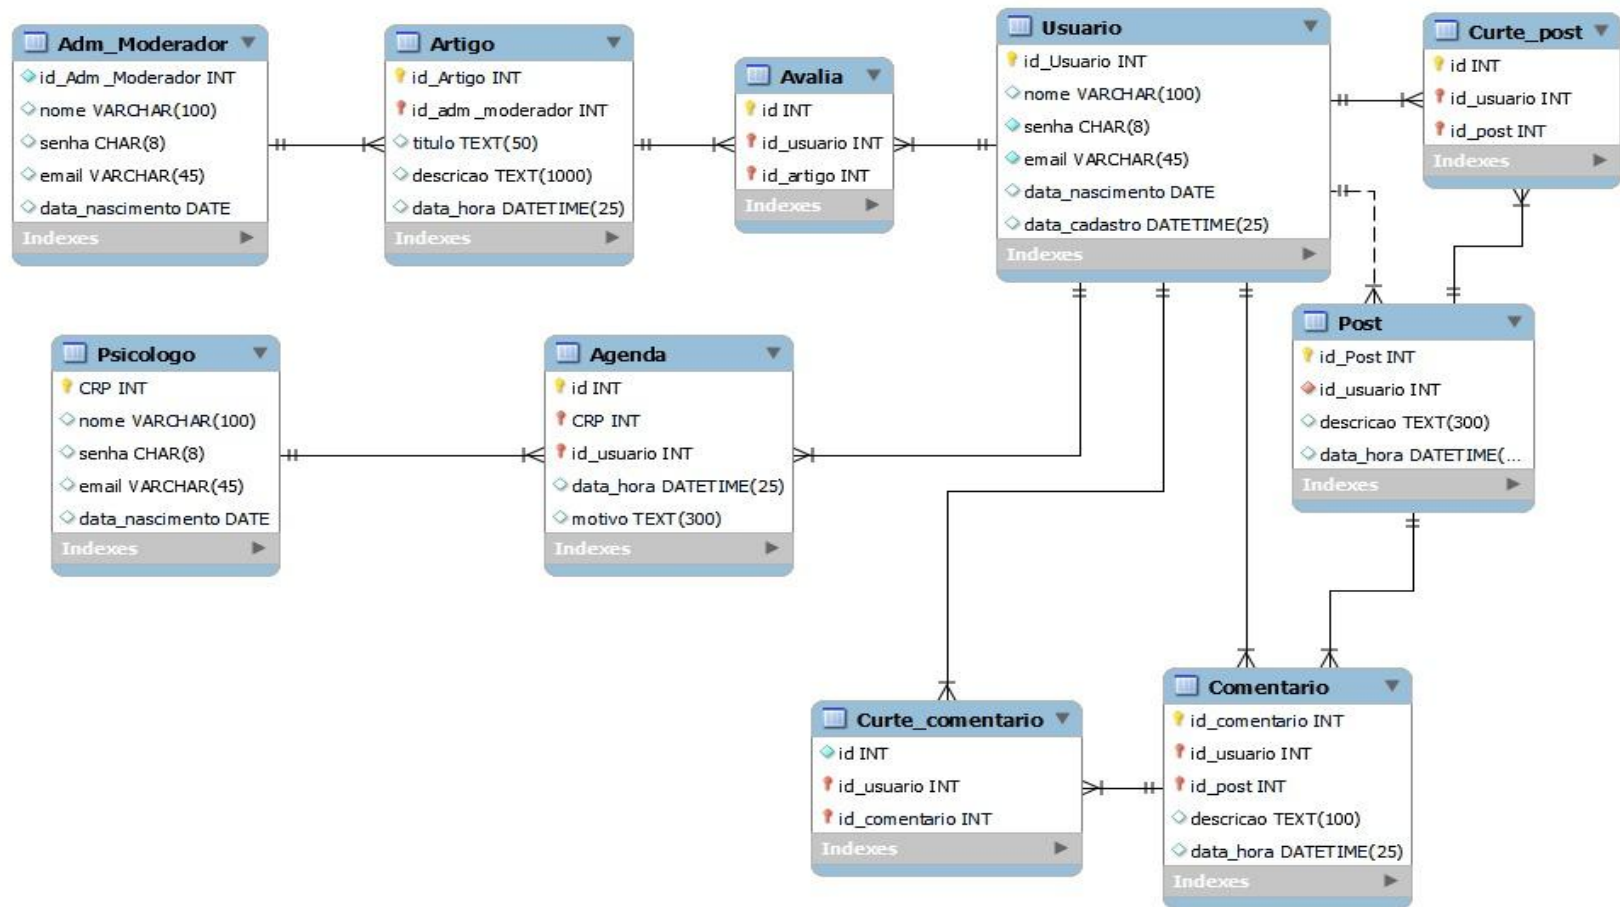 Adm_Moderador
id_Adm_Moderador INT
nome VARCHAR(100)
senha CHAR(8)
email VARCHAR(45)
data_nascimento DATE
Indexes
Artigo
id_Artigo INT
id_adm_moderador INT
titulo TEXT(50)
descricao TEXT(1000)
data_hora DATETIME(25)
Indexes
Avalia
id INT
id_usuario INT
id_artigo INT
Indexes
Usuario
id_Usuario INT
nome VARCHAR(100)
senha CHAR(8)
email VARCHAR(45)
data_nascimento DATE
data_cadastro DATETIME(25)
Indexes
Curte_post
id INT
id_usuario INT
id_post INT
Indexes
Psicologo
CRP INT
nome VARCHAR(100)
senha CHAR(8)
email VARCHAR(45)
data_nascimento DATE
Indexes
Agenda
id INT
CRP INT
id_usuario INT
data_hora DATETIME(25)
motivo TEXT(300)
Indexes
Post
id_Post INT
id_usuario INT
descricao TEXT(300)
data_hora DATETIME(...
Indexes
Curte_comentario
id INT
id_usuario INT
id_comentario INT
Indexes
Comentario
id_comentario INT
id_usuario INT
id_post INT
descricao TEXT(100)
data_hora DATETIME(25)
Indexes